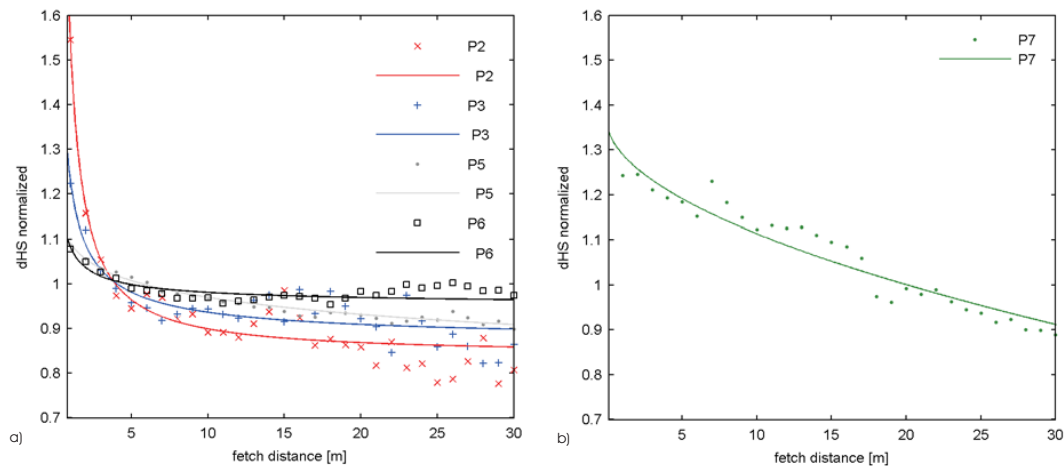 1.6
1.5
1.4
1.3
1.2
1.1
1
0.9
0.8
0.7
dHS normalized
5
10
15
20
25
30
fetch distance [m]
P2
P2
P3
P3
P5
P5
P6
P6
a)
1.6
1.5
1.4
1.3
1.2
1.1
1
0.9
0.8
0.7
dHS normalized
5
10
15
20
25
30
fetch distance [m]
P7
P7
b)